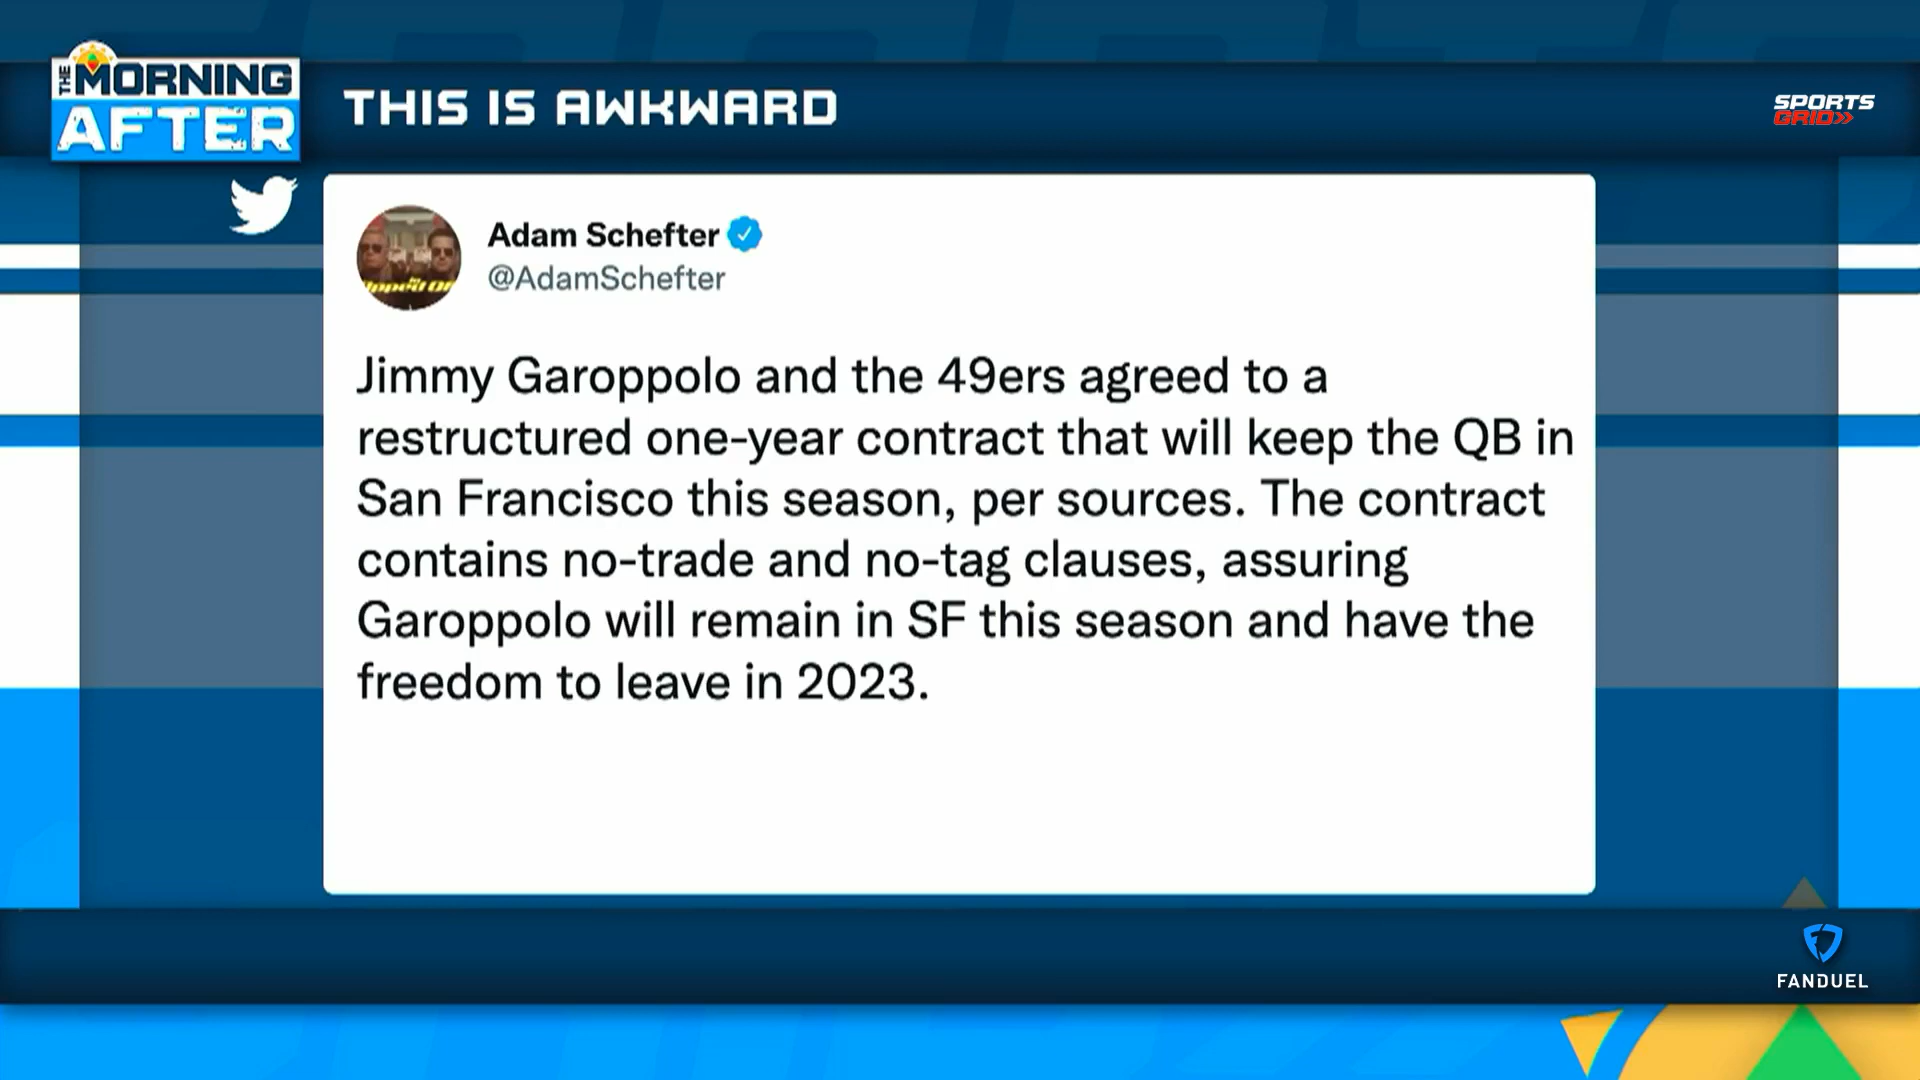 THE MORNING
AFTER
THIS IS AWKWARD
SPORTS
GRID
Adam Schefter
@AdamSchefter
Jimmy Garoppolo and the 49ers agreed to a
restructured one-year contract that will keep the QB in
San Francisco this season, per sources. The contract
contains no-trade and no-tag clauses, assuring
Garoppolo will remain in SF this season and have the
freedom to leave in 2023.
FANDUEL